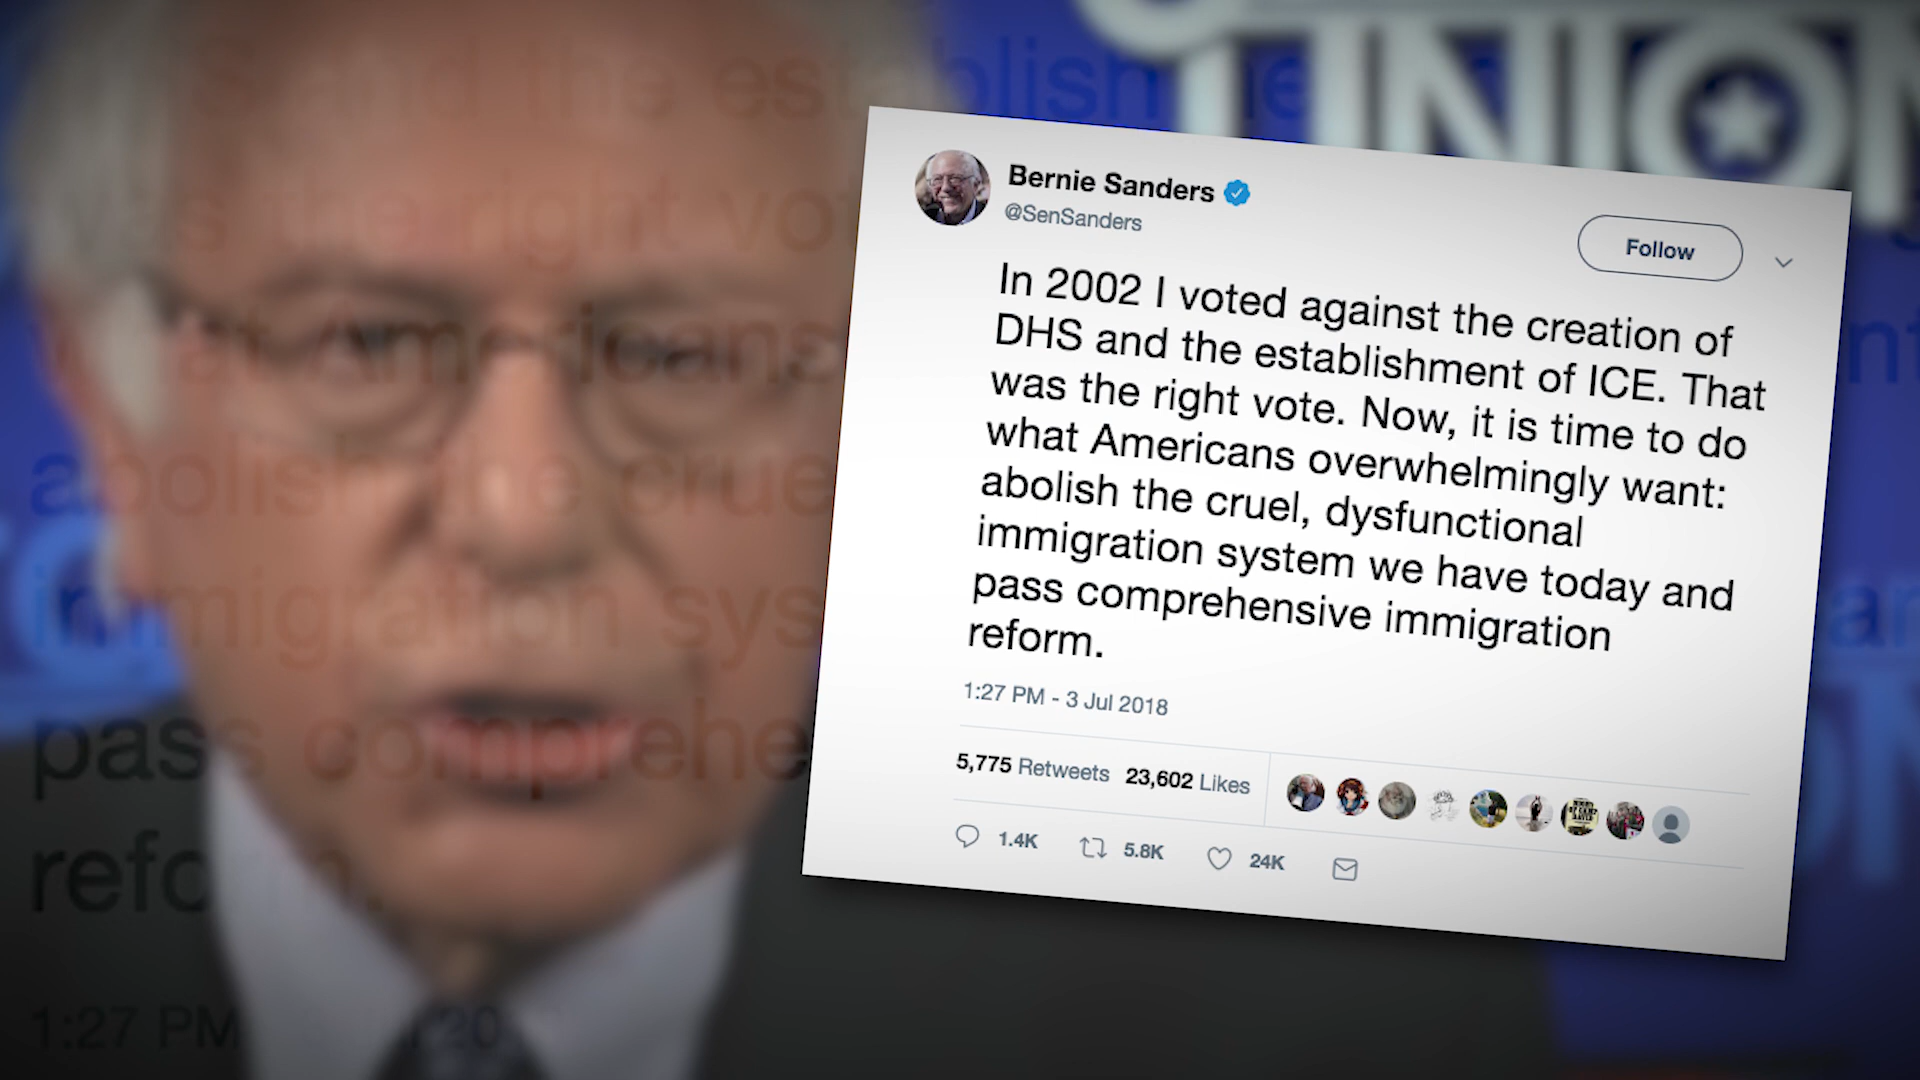 UNION
Bernie Sanders
@SenSanders
Follow
In 2002 I voted against the creation of
DHS and the establishment of ICE. That
was the right vote. Now, it is time to do
what Americans overwhelmingly want:
abolish the cruel, dysfunctional
immigration system we have today and
pass comprehensive immigration
reform.
1:27 PM - 3 Jul 2018
5,775 Retweets 23,602 Likes
1.4K 5.8K 24K